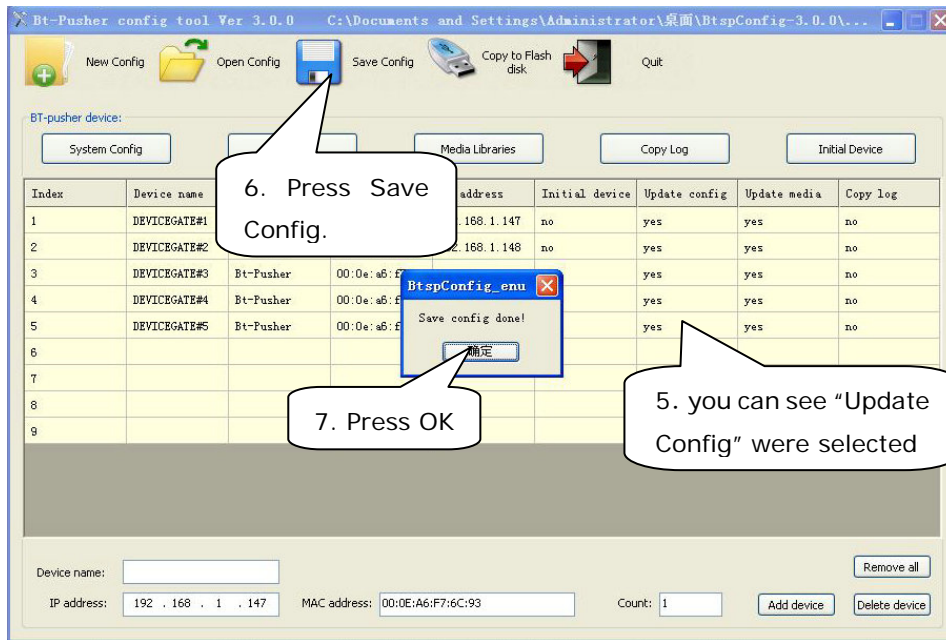 Bt-Pusher config tool Ver 3.0.0 C:\Documents and Settings\Administrator\桌面\BtspConfig-3.0.0\...
New Config Open Config Save Config Copy to Flash disk Quit
BT-pusher device:
System Config Media Libraries Copy Log Initial Device
6. Press Save
Config.
Index Device name address Initial device Update config Update media Copy log
1 DEVICEGATE#1 .168.1.147 no yes yes no
2 DEVICEGATE#2 .168.1.148 no yes yes no
3 DEVICEGATE#3 Bt-Pusher 00:0e:a6:f yes yes no
4 DEVICEGATE#4 Bt-Pusher 00:0e:a6:f yes yes no
5 DEVICEGATE#5 Bt-Pusher 00:0e:a6:f yes yes no
6
7
8
9
BtspConfig_enu
Save config done!
确定
7. Press OK
5. you can see “Update
Config” were selected
Device name: Remove all
IP address: 192 . 168 . 1 . 147 MAC address: 00:0E:A6:F7:6C:93 Count: 1 Add device Delete device